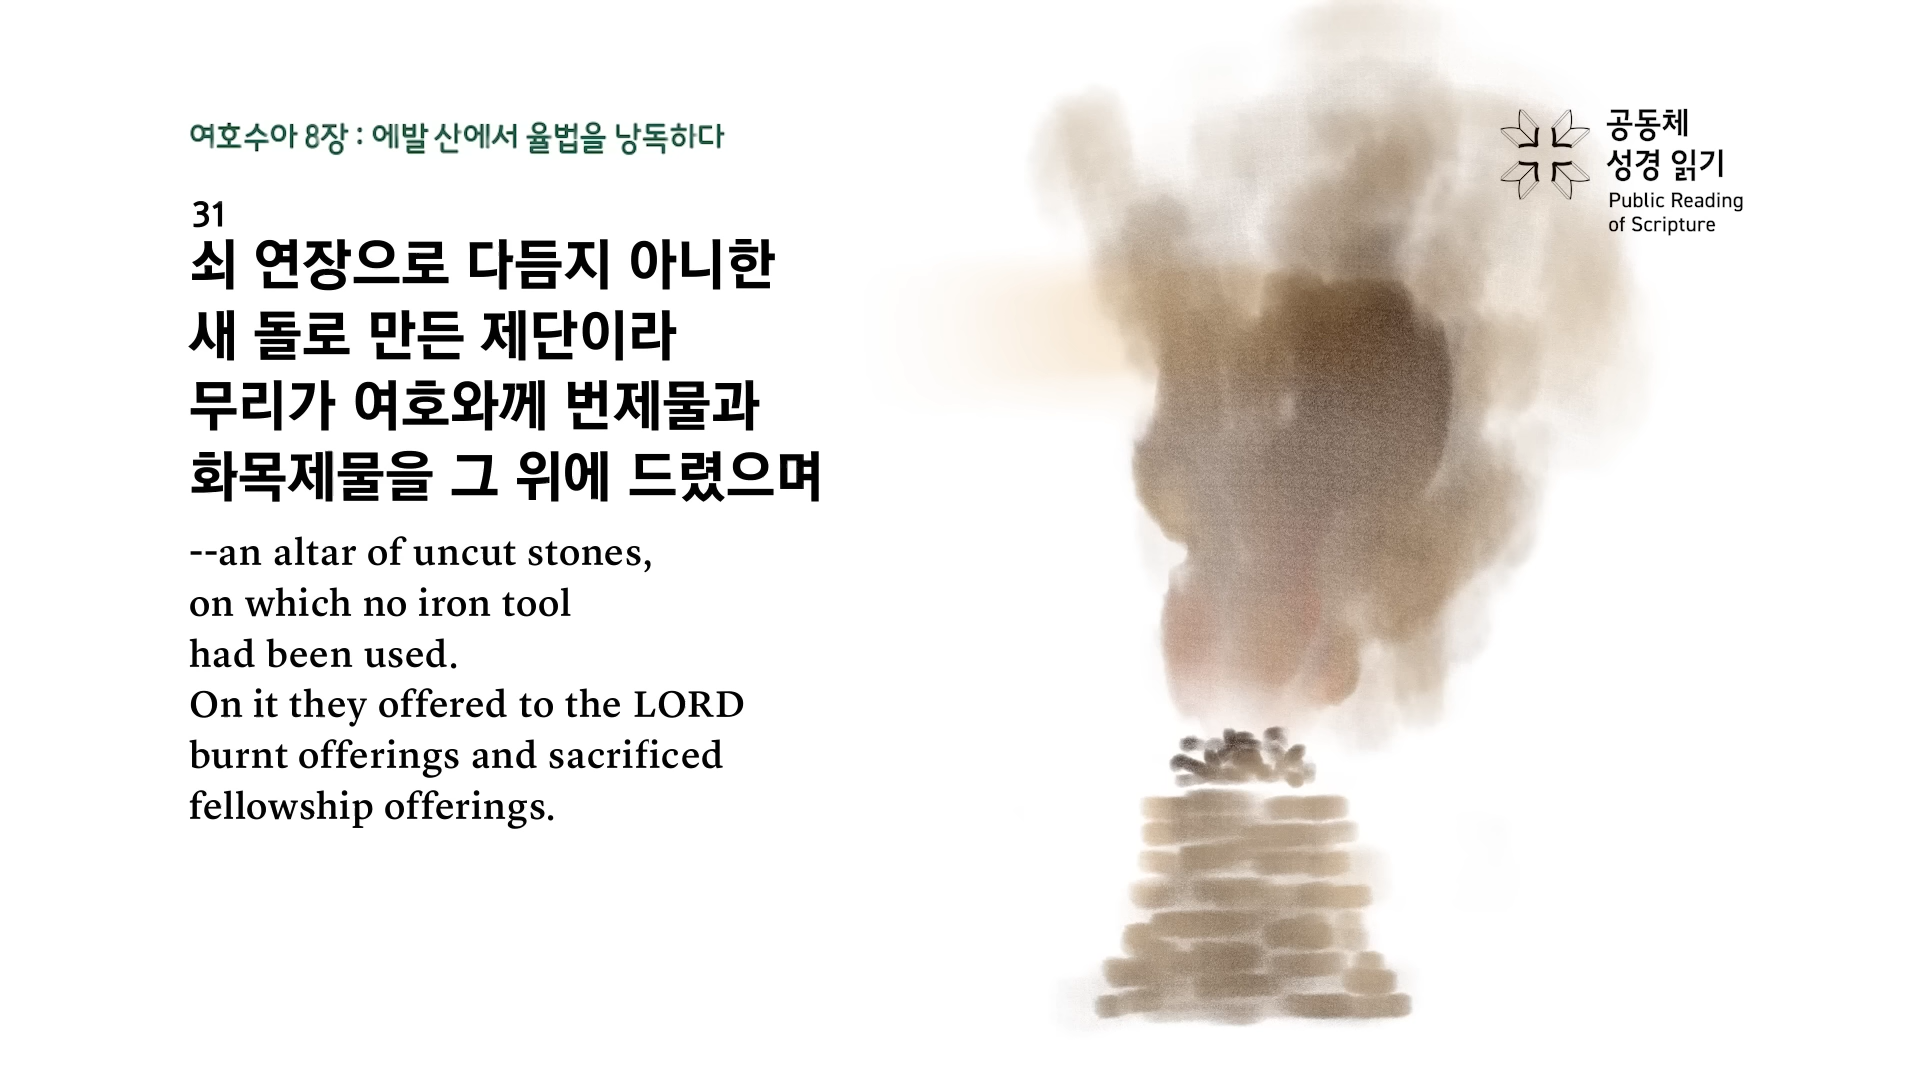 여호수아 8장 : 에발 산에서 율법을 낭독하다
31
쇠 연장으로 다듬지 아니한
새 돌로 만든 제단이라
무리가 여호와께 번제물과
화목제물을 그 위에 드렸으며
--an altar of uncut stones,
on which no iron tool
had been used.
On it they offered to the LORD
burnt offerings and sacrificed
fellowship offerings.
공동체
성경 읽기
Public Reading
of Scripture